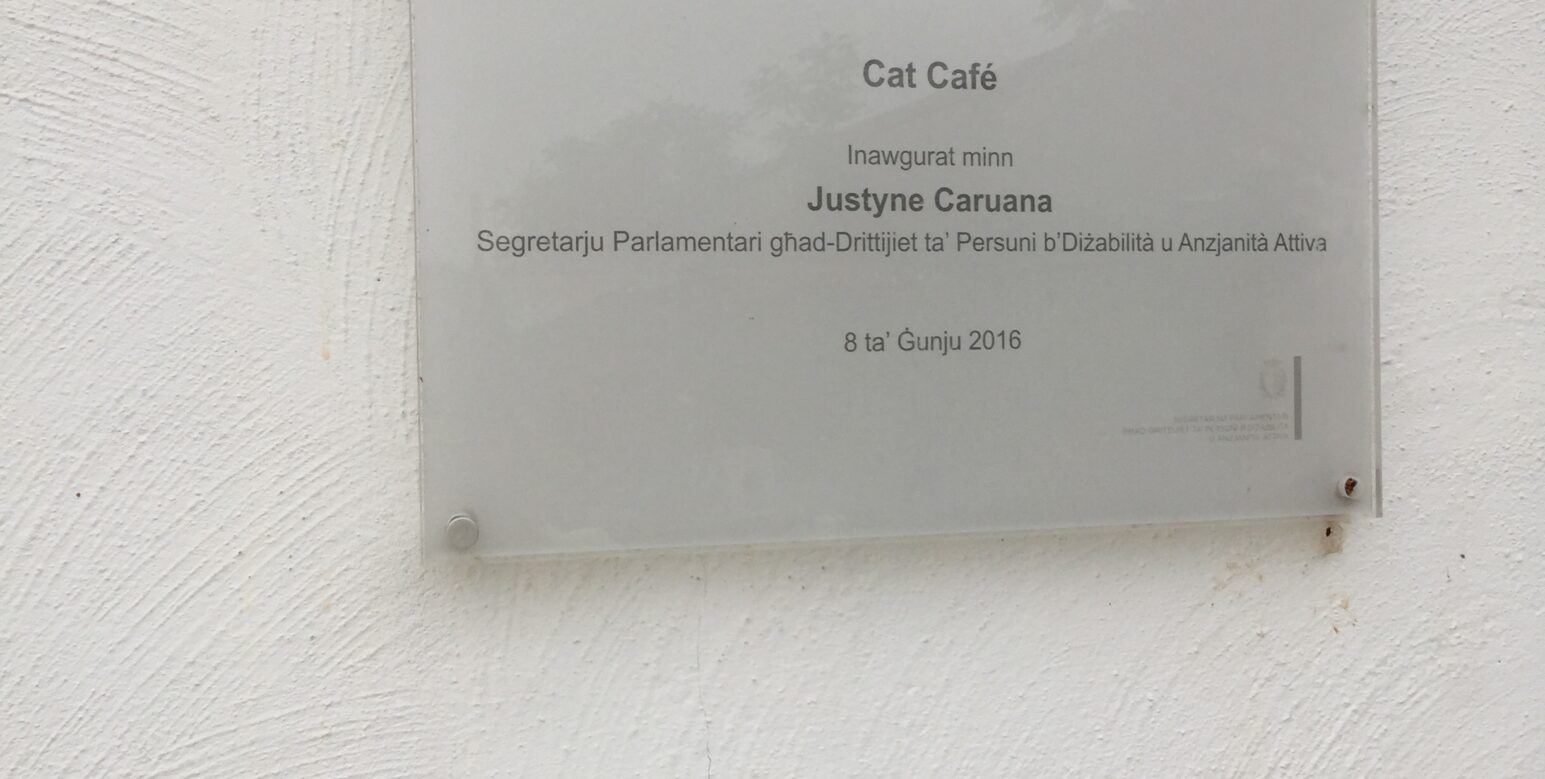 Cat Café
Inawgurat minn
Justyne Caruana
Segretarju Parlamentari għad-Drittijiet ta’ Persuni b’Diżabilità u Anzjanità Attiva
8 ta’ Ġunju 2016